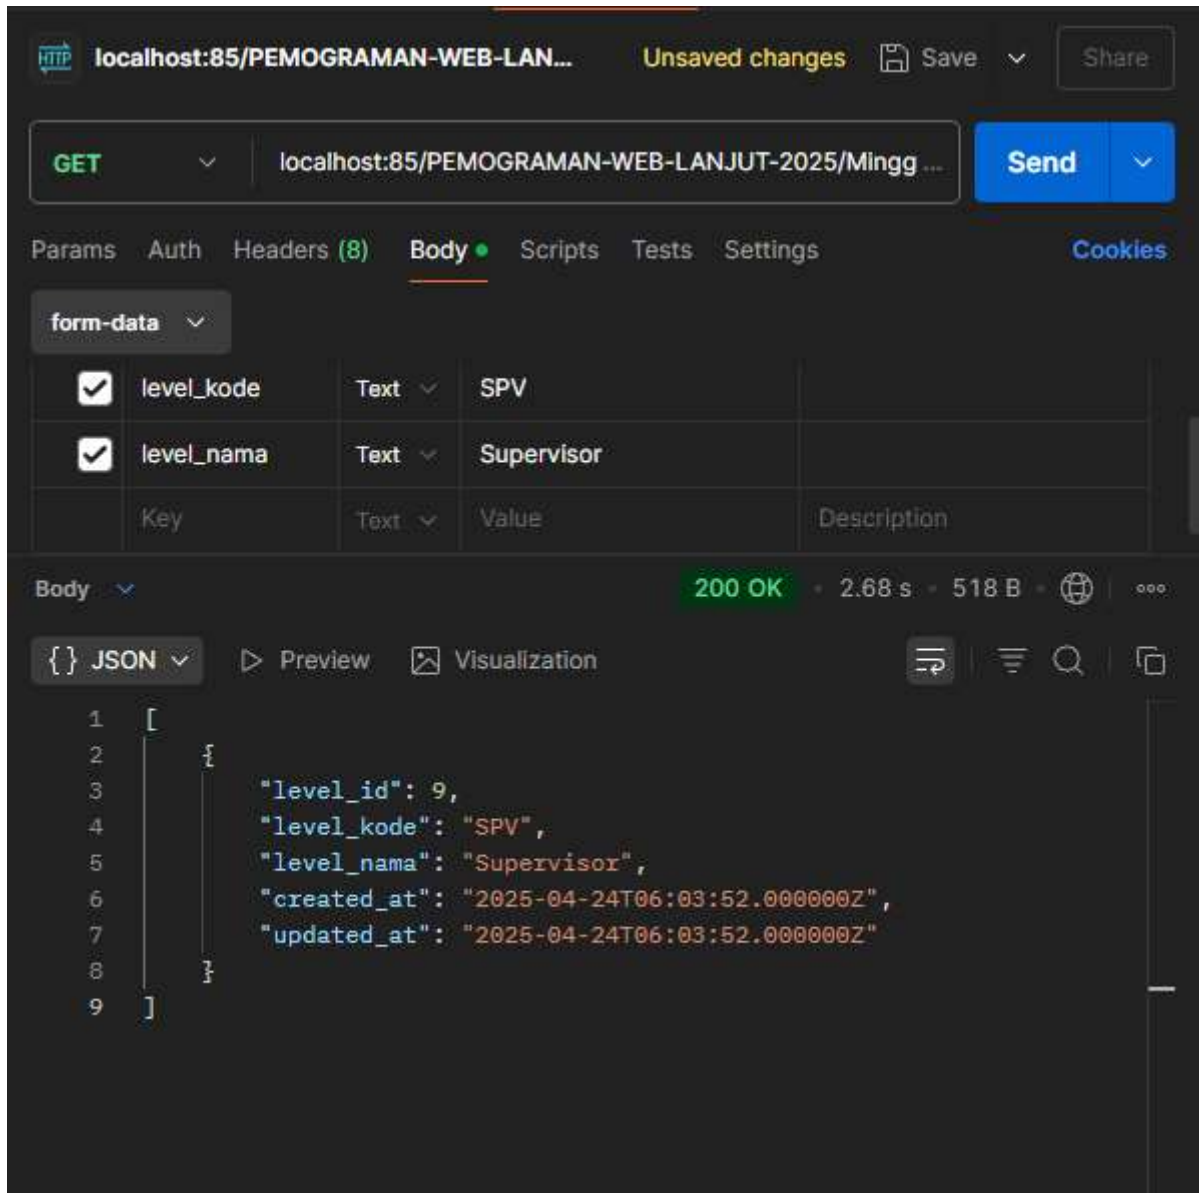 HTTP localhost:85/PEMOGRAMAN-WEB-LAN... Unsaved changes Save Share
GET localhost:85/PEMOGRAMAN-WEB-LANJUT-2025/Mingg ... Send
Params Auth Headers (8) Body Scripts Tests Settings Cookies
form-data
level_kode Text SPV
level_nama Text Supervisor
Key Text Value Description
Body 200 OK 2.68 s 518 B
{} JSON Preview Visualization
1 [
2 {
3 "level_id": 9,
4 "level_kode": "SPV",
5 "level_nama": "Supervisor",
6 "created_at": "2025-04-24T06:03:52.000000Z",
7 "updated_at": "2025-04-24T06:03:52.000000Z"
8 }
9 ]